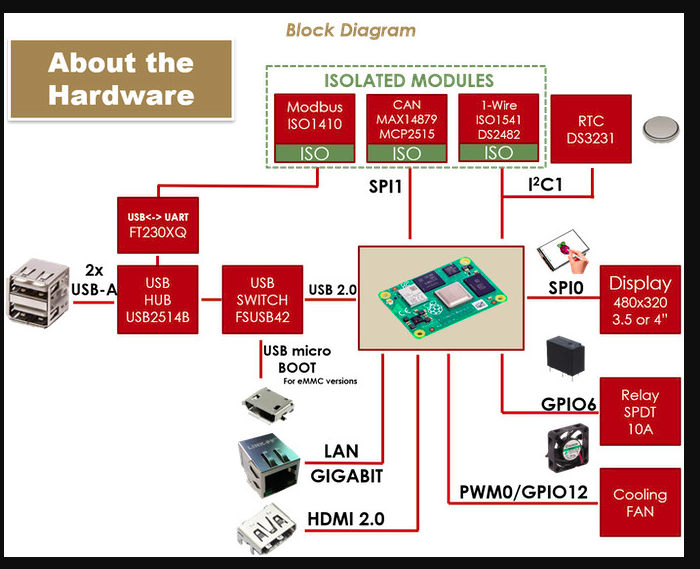 Block Diagram
About the
Hardware
ISOLATED MODULES
Modbus
ISO1410
ISO
CAN
MAX14879
MCP2515
ISO
1-Wire
ISO1541
DS2482
ISO
RTC
DS3231
SPI1
I²C1
USB<->UART
FT230XQ
2x
USB-A
USB
HUB
USB2514B
USB
SWITCH
FSUSB42
USB 2.0
SPI0
Display
480x320
3.5 or 4"
USB micro
BOOT
For eMMC versions
GPIO6
Relay
SPDT
10A
LINK-PP
LAN
GIGABIT
PWM0/GPIO12
Cooling
FAN
HDMI 2.0